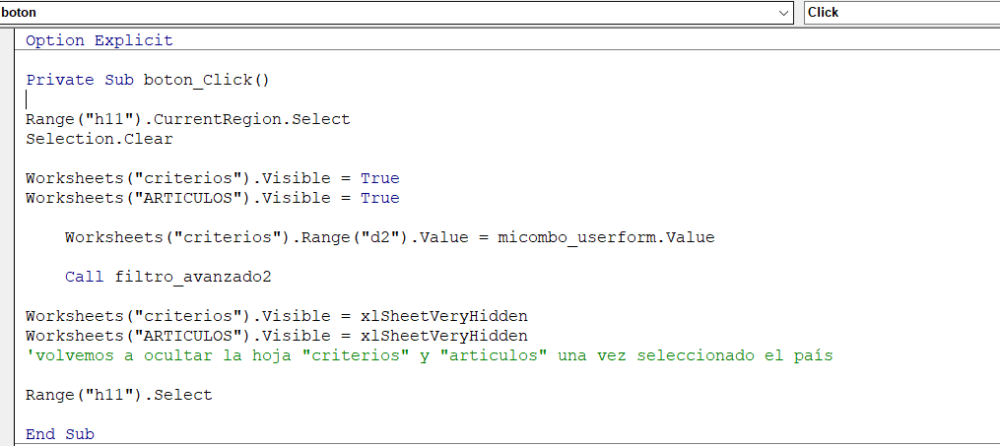 boton
Click
Option Explicit
Private Sub boton_Click()
Range("h11").CurrentRegion.Select
Selection.Clear
Worksheets("criterios").Visible = True
Worksheets("ARTICULOS").Visible = True
Worksheets("criterios").Range("d2").Value = micombo_userform.Value
Call filtro_avanzado2
Worksheets("criterios").Visible = xlSheetVeryHidden
Worksheets("ARTICULOS").Visible = xlSheetVeryHidden
'volvemos a ocultar la hoja "criterios" y "articulos" una vez seleccionado el país
Range("h11").Select
End Sub